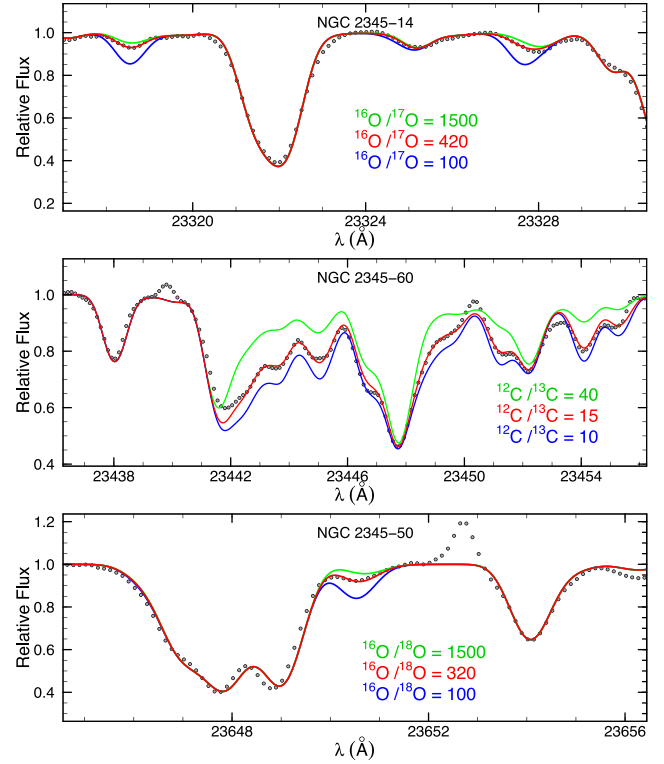 NGC 2345-14
1.0
0.8
0.6
0.4
0.2
Relative Flux
16O/17O = 1500
16O/17O = 420
16O/17O = 100
23320 23324 23328
λ (Å)
NGC 2345-60
1.0
0.8
0.6
0.4
Relative Flux
12C/13C = 40
12C/13C = 15
12C/13C = 10
23438 23442 23446 23450 23454
λ (Å)
NGC 2345-50
1.2
1.0
0.8
0.6
0.4
Relative Flux
16O/18O = 1500
16O/18O = 320
16O/18O = 100
23648 23652 23656
λ (Å)